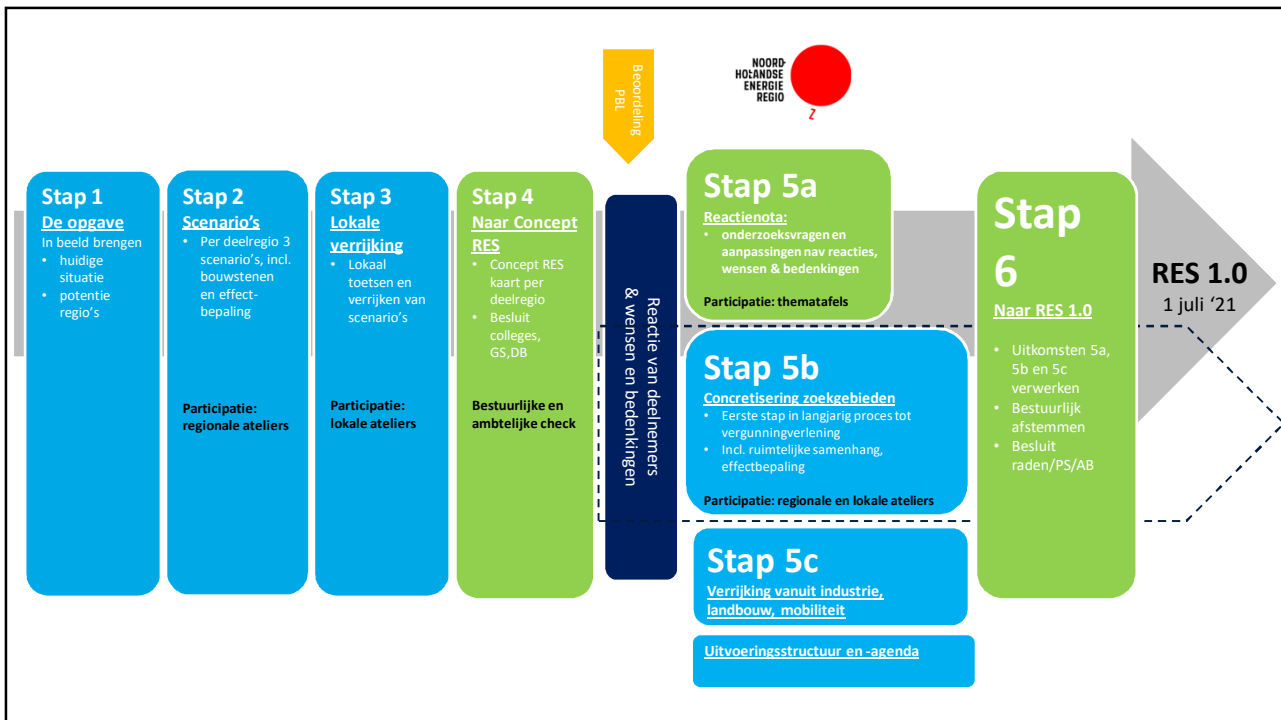 Beoordeling
PBL
NOORD-
HOLLANDSE
ENERGIE
REGIO
Z
Stap 1
De opgave
In beeld brengen
• huidige
situatie
• potentie
regio's
Stap 2
Scenario's
• Per deelregio 3
scenario's, incl.
bouwstenen
en effect-
bepaling
Participatie:
regionale ateliers
Stap 3
Lokale
verrijking
• Lokaal
toetsen en
verrijken van
scenario's
Participatie:
lokale ateliers
Stap 4
Naar Concept
RES
• Concept RES
kaart per
deelregio
• Besluit
colleges,
GS,DB
Bestuurlijke en
ambtelijke check
Reactie van deelnemers
& wensen en bedenkingen
Stap 5a
Reactienota:
• onderzoeksvragen en
aanpassingen nav reacties,
wensen & bedenkingen
Participatie: thematafels
Stap 5b
Concretisering zoekgebieden
• Eerste stap in langjarig proces tot
vergunningverlening
• Incl. ruimtelijke samenhang,
effectbepaling
Participatie: regionale en lokale ateliers
Stap 5c
Verrijking vanuit industrie,
landbouw, mobiliteit
Uitvoeringsstructuur en -agenda
Stap
6
Naar RES 1.0
• Uitkomsten 5a,
5b en 5c
verwerken
• Bestuurlijk
afstemmen
• Besluit
raden/PS/AB
RES 1.0
1 juli '21